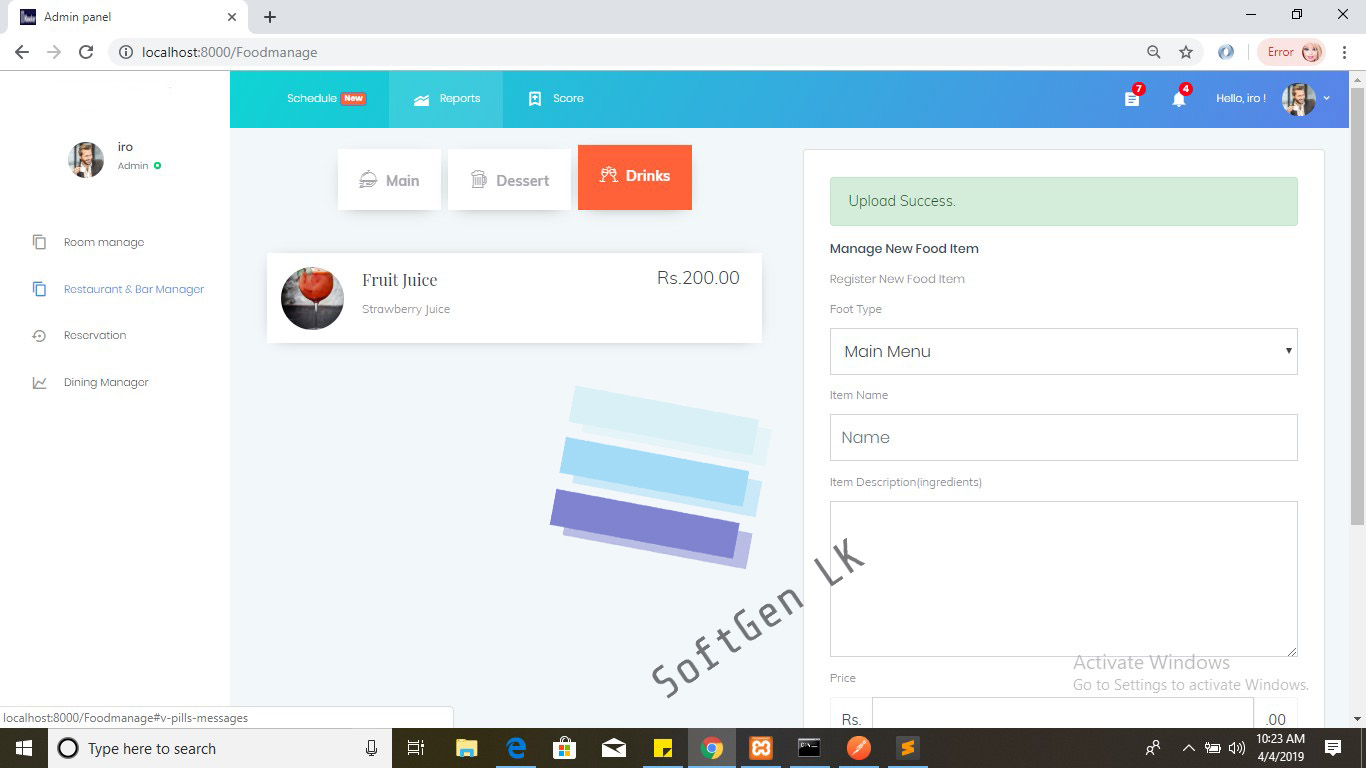 Admin panel
localhost:8000/Foodmanage
Error
Schedule New
Reports
Score
7
4
Hello, iro !
iro
Admin
Room manage
Restaurant & Bar Manager
Reservation
Dining Manager
Main
Dessert
Drinks
Fruit Juice
Rs.200.00
Strawberry Juice
Upload Success.
Manage New Food Item
Register New Food Item
Foot Type
Main Menu
Item Name
Name
Item Description(ingredients)
Price
Rs.
.00
SoftGen LK
Activate Windows
Go to Settings to activate Windows.
localhost:8000/Foodmanage#v-pills-messages
Type here to search
10:23 AM
4/4/2019